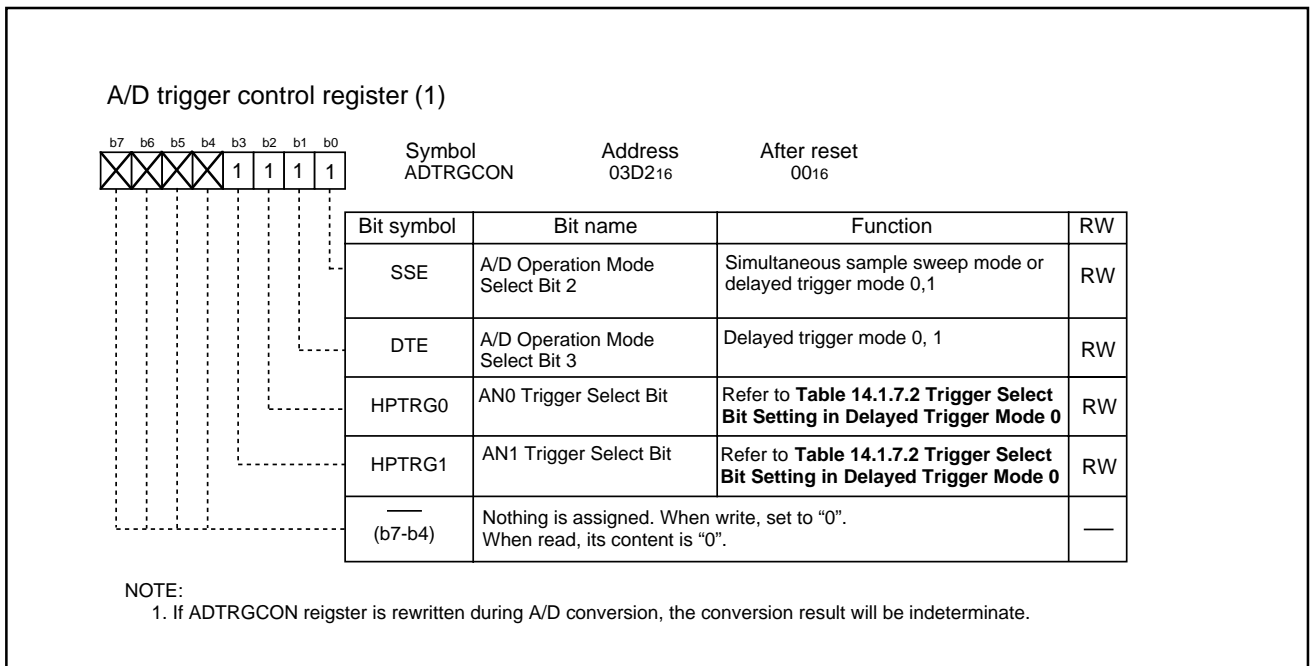 A/D trigger control register (1)
b7 b6 b5 b4 b3 b2 b1 b0
1 1 1 1
Symbol Address After reset
ADTRGCON 03D216 0016
Bit symbol Bit name Function RW
SSE A/D Operation Mode Select Bit 2 Simultaneous sample sweep mode or delayed trigger mode 0,1 RW
DTE A/D Operation Mode Select Bit 3 Delayed trigger mode 0, 1 RW
HPTRG0 AN0 Trigger Select Bit Refer to Table 14.1.7.2 Trigger Select Bit Setting in Delayed Trigger Mode 0 RW
HPTRG1 AN1 Trigger Select Bit Refer to Table 14.1.7.2 Trigger Select Bit Setting in Delayed Trigger Mode 0 RW
(b7-b4) Nothing is assigned. When write, set to “0”.
When read, its content is “0”.
NOTE:
1. If ADTRGCON reigster is rewritten during A/D conversion, the conversion result will be indeterminate.